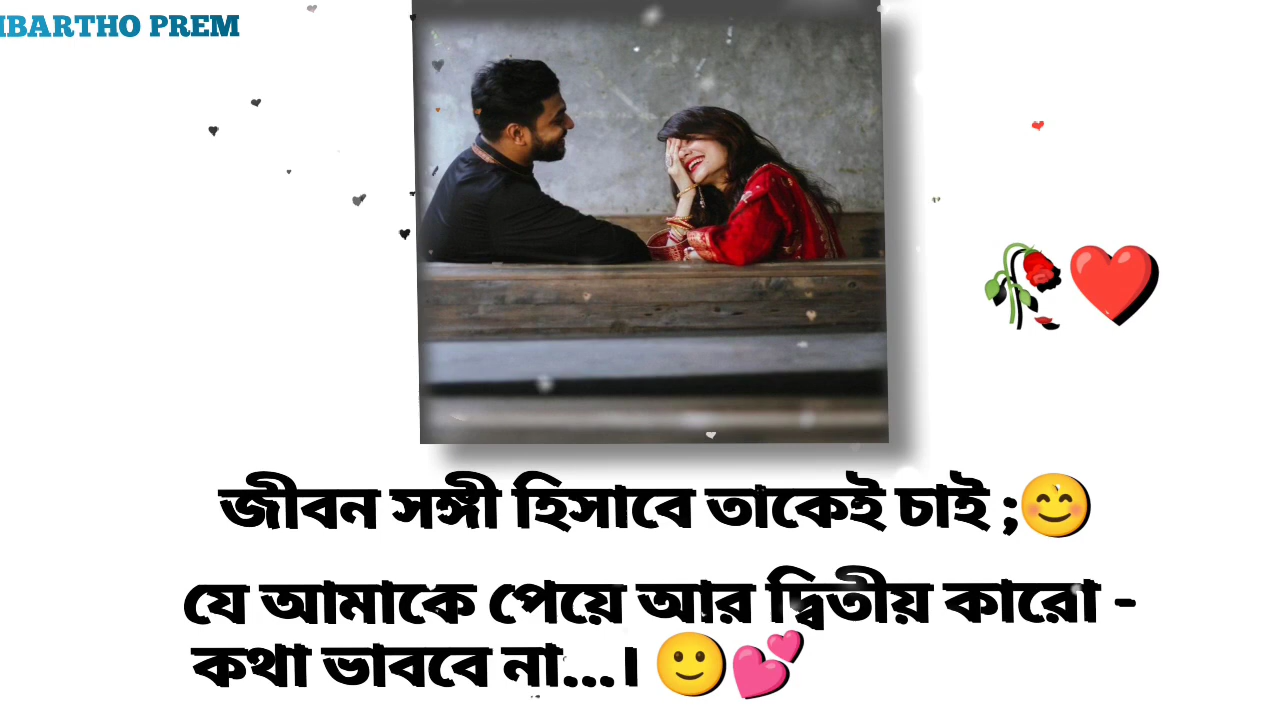 IBARTHO PREM
জীবন সঙ্গী হিসাবে তাকেই চাই ;😊
যে আমাকে পেয়ে আর দ্বিতীয় কারো -
কথা ভাববে না...। 🙂💕